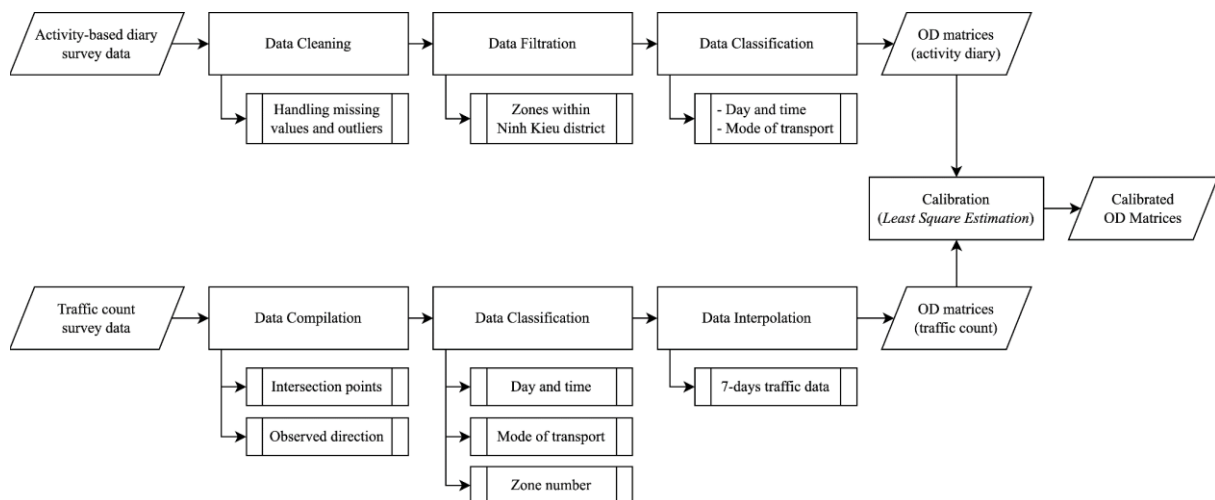 Activity-based diary
survey data
Data Cleaning
Data Filtration
Data Classification
OD matrices
(activity diary)
Handling missing
values and outliers
Zones within
Ninh Kieu district
- Day and time
- Mode of transport
Calibration
(Least Square Estimation)
Calibrated
OD Matrices
Traffic count
survey data
Data Compilation
Data Classification
Data Interpolation
OD matrices
(traffic count)
Intersection points
Day and time
7-days traffic data
Observed direction
Mode of transport
Zone number